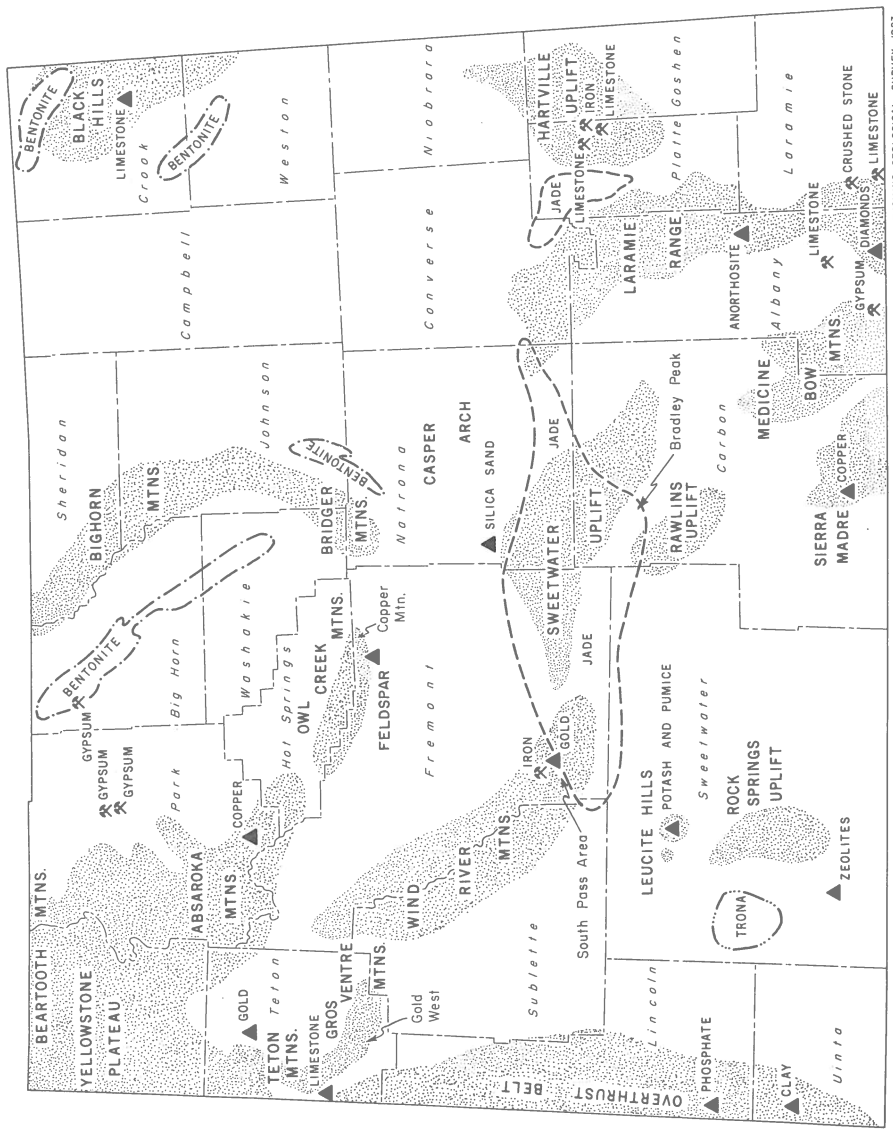 BEARTOOTH MTNS.
YELLOWSTONE
PLATEAU
ABSAROKA
MTNS.
COPPER
Park
GYPSUM
GYPSUM
GYPSUM
BENTONITE
Big Horn
BIGHORN
MTNS.
Sheridan
Johnson
Campbell
BENTONITE
BLACK
HILLS
LIMESTONE
Crook
BENTONITE
Weston
Washakie
Hot Springs
OWL
CREEK
MTNS.
Copper
Mtn.
FELDSPAR
BRIDGER
MTNS.
BENTONITE
GOLD
Teton
TETON
MTNS.
LIMESTONE
GROS
VENTRE
MTNS.
Gold
West
WIND
RIVER
MTNS.
Fremont
Natrona
CASPER
ARCH
SILICA SAND
Converse
Niobrara
Sublette
South Pass Area
IRON
GOLD
JADE
SWEETWATER
UPLIFT
JADE
Bradley Peak
RAWLINS
UPLIFT
Carbon
LARAMIE
RANGE
JADE
LIMESTONE
HARTVILLE
UPLIFT
IRON
LIMESTONE
Platte
Goshen
OVERTHRUST BELT
Lincoln
PHOSPHATE
CLAY
Uinta
LEUCITE HILLS
POTASH AND PUMICE
Sweetwater
ROCK
SPRINGS
UPLIFT
TRONA
ZEOLITES
SIERRA
MADRE
COPPER
MEDICINE
BOW
MTNS.
Albany
ANORTHOSITE
LIMESTONE
GYPSUM
DIAMONDS
Laramie
CRUSHED STONE
LIMESTONE